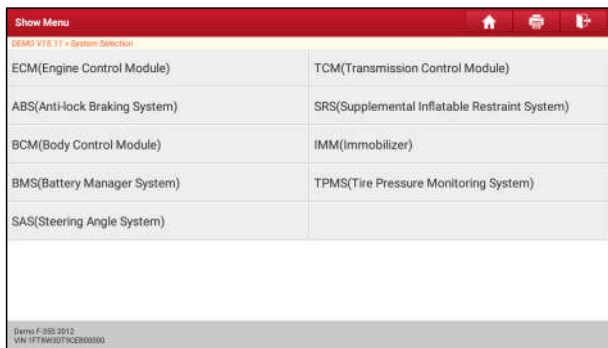 Show Menu
DEMO V16.11 > System Selection
ECM(Engine Control Module) TCM(Transmission Control Module)
ABS(Anti-lock Braking System) SRS(Supplemental Inflatable Restraint System)
BCM(Body Control Module) IMM(Immobilizer)
BMS(Battery Manager System) TPMS(Tire Pressure Monitoring System)
SAS(Steering Angle System)
Demo F-350 2012
VIN